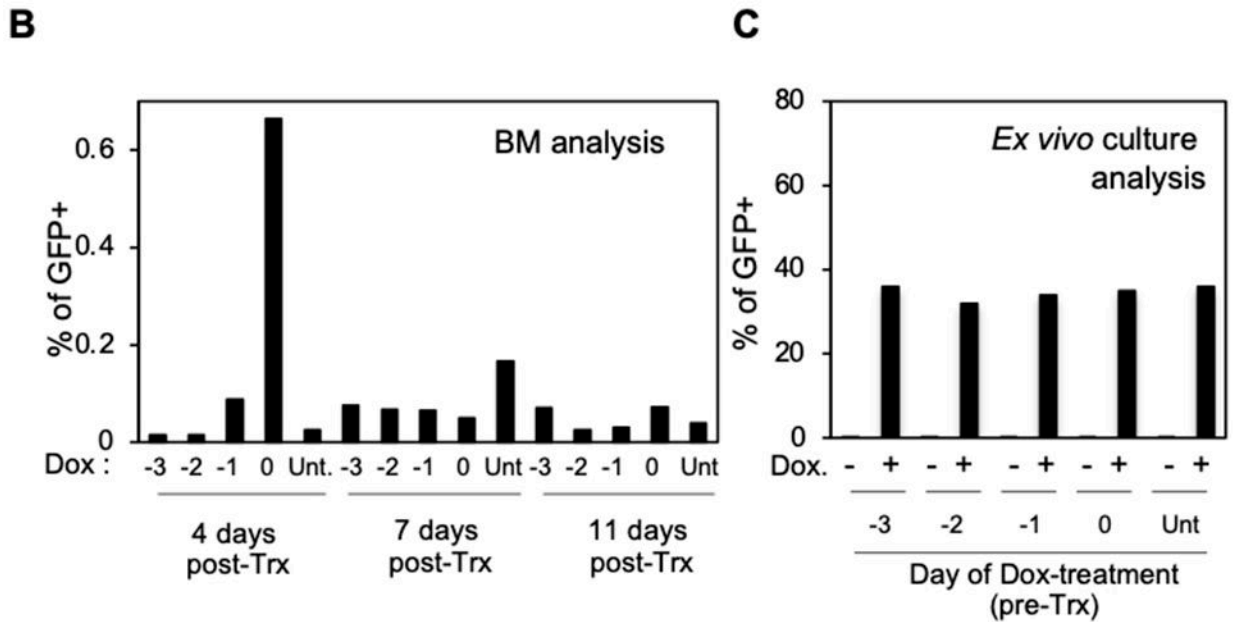 B
BM analysis
% of GFP+
0.6
0.4
0.2
0
Dox : -3 -2 -1 0 Unt. -3 -2 -1 0 Unt -3 -2 -1 0 Unt
4 days
post-Trx
7 days
post-Trx
11 days
post-Trx
C
Ex vivo culture
analysis
% of GFP+
80
60
40
20
0
Dox. - + - + - + - + - +
-3 -2 -1 0 Unt
Day of Dox-treatment
(pre-Trx)